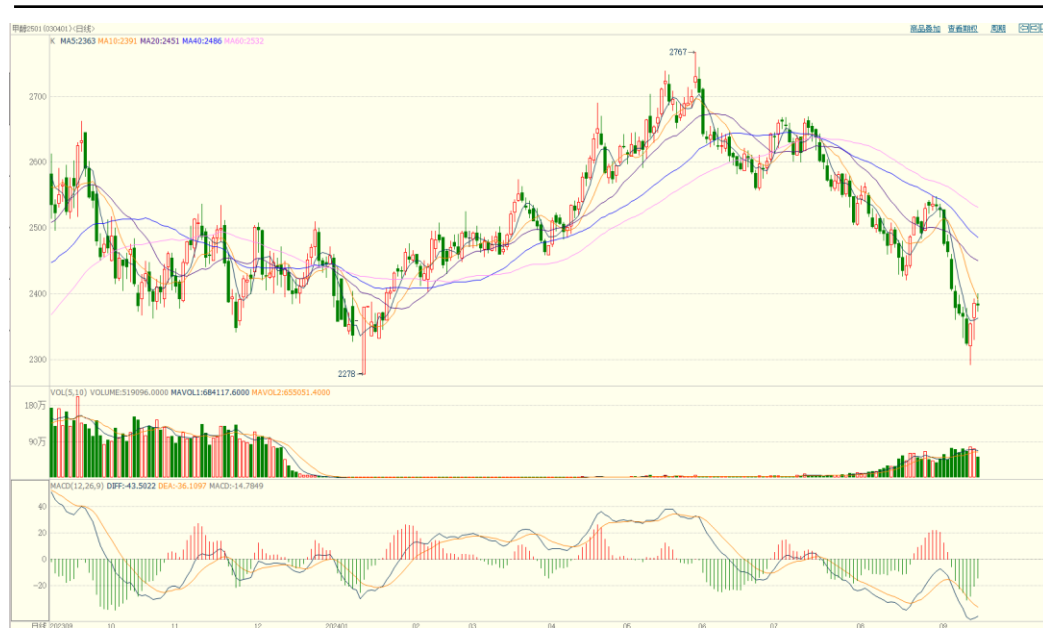 甲醇2501(030401)<日线>
商品叠加 查看期权 周期
K MA5:2363 MA10:2391 MA20:2451 MA40:2486 MA60:2532
2767
2700
2600
2500
2400
2300
2278
VOL(5,10) VOLUME:519096.0000 MAVOL1:684117.6000 MAVOL2:655051.4000
180万
90万
MACD(12,26,9) DIFF:-43.5022 DEA:-36.1097 MACD:-14.7849
40
20
0
-20
日线 202309 10 11 12 202401 02 03 04 05 06 07 08 09